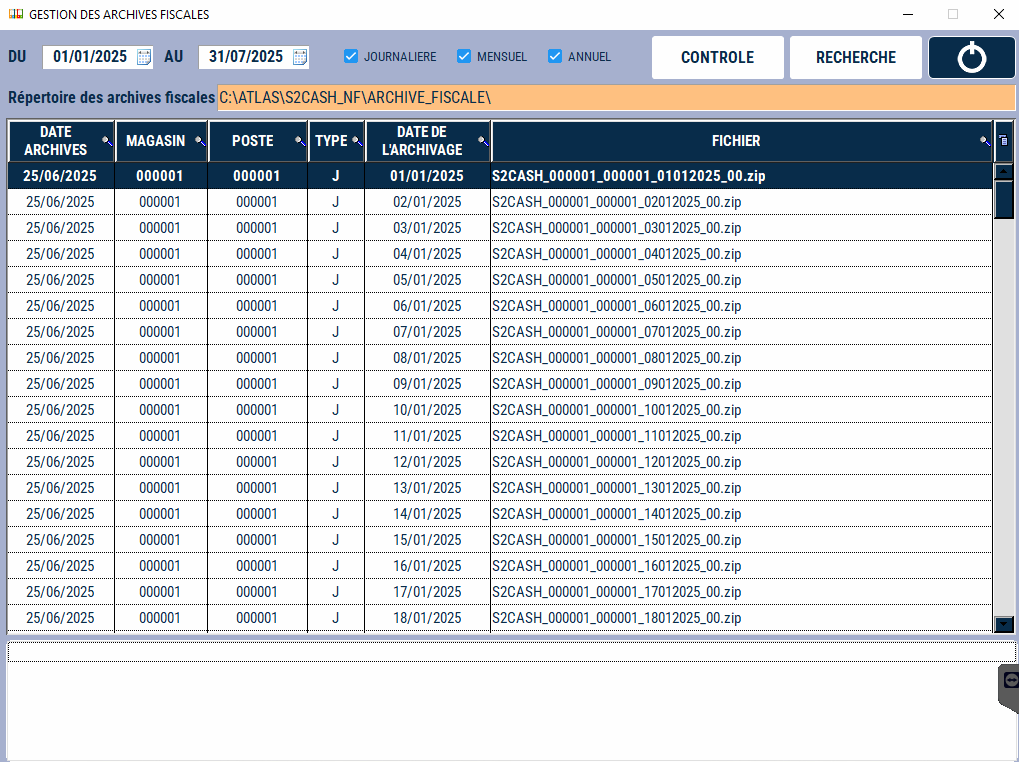 GESTION DES ARCHIVES FISCALES
DU 01/01/2025 AU 31/07/2025 JOURNALIERE MENSUEL ANNUEL CONTROLE RECHERCHE
Répertoire des archives fiscales C:\ATLAS\S2CASH_NF\ARCHIVE_FISCALE\
DATE ARCHIVES MAGASIN POSTE TYPE DATE DE L'ARCHIVAGE FICHIER
25/06/2025 000001 000001 J 01/01/2025 S2CASH_000001_000001_01012025_00.zip
25/06/2025 000001 000001 J 02/01/2025 S2CASH_000001_000001_02012025_00.zip
25/06/2025 000001 000001 J 03/01/2025 S2CASH_000001_000001_03012025_00.zip
25/06/2025 000001 000001 J 04/01/2025 S2CASH_000001_000001_04012025_00.zip
25/06/2025 000001 000001 J 05/01/2025 S2CASH_000001_000001_05012025_00.zip
25/06/2025 000001 000001 J 06/01/2025 S2CASH_000001_000001_06012025_00.zip
25/06/2025 000001 000001 J 07/01/2025 S2CASH_000001_000001_07012025_00.zip
25/06/2025 000001 000001 J 08/01/2025 S2CASH_000001_000001_08012025_00.zip
25/06/2025 000001 000001 J 09/01/2025 S2CASH_000001_000001_09012025_00.zip
25/06/2025 000001 000001 J 10/01/2025 S2CASH_000001_000001_10012025_00.zip
25/06/2025 000001 000001 J 11/01/2025 S2CASH_000001_000001_11012025_00.zip
25/06/2025 000001 000001 J 12/01/2025 S2CASH_000001_000001_12012025_00.zip
25/06/2025 000001 000001 J 13/01/2025 S2CASH_000001_000001_13012025_00.zip
25/06/2025 000001 000001 J 14/01/2025 S2CASH_000001_000001_14012025_00.zip
25/06/2025 000001 000001 J 15/01/2025 S2CASH_000001_000001_15012025_00.zip
25/06/2025 000001 000001 J 16/01/2025 S2CASH_000001_000001_16012025_00.zip
25/06/2025 000001 000001 J 17/01/2025 S2CASH_000001_000001_17012025_00.zip
25/06/2025 000001 000001 J 18/01/2025 S2CASH_000001_000001_18012025_00.zip